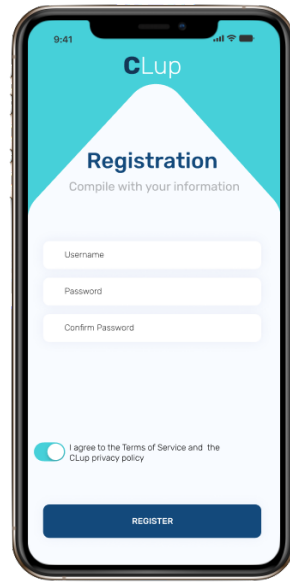 9:41
CLup
Registration
Compile with your information
Username
Password
Confirm Password
I agree to the Terms of Service and the
CLup privacy policy
REGISTER